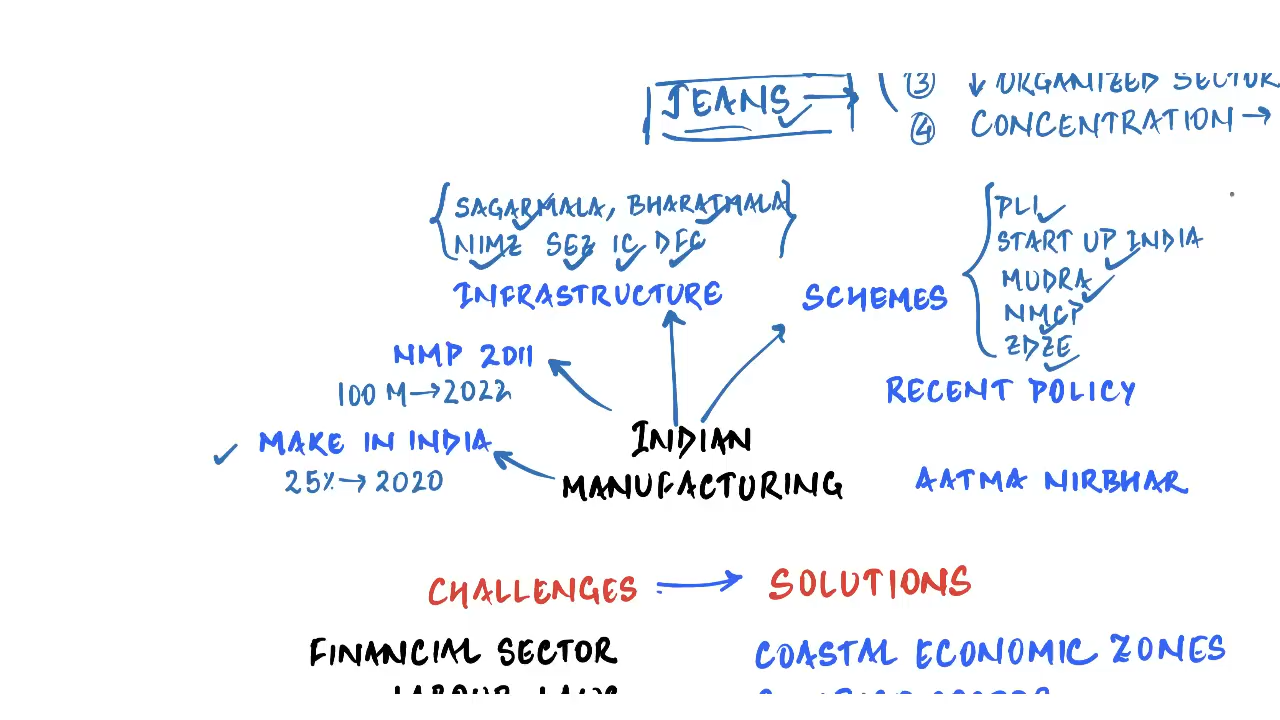 ③ ↓ ORGANIZED SECTOR
JEANS →
④ CONCENTRATION →
SAGARMALA, BHARATMALA
NIMZ SEZ IC DFC
INFRASTRUCTURE
PLI
START UP INDIA
MUDRA
NMCP
ZDZE
SCHEMES
NMP 2011
100 M → 2022
RECENT POLICY
MAKE IN INDIA
25% → 2020
INDIAN
MANUFACTURING
AATMA NIRBHAR
CHALLENGES → SOLUTIONS
FINANCIAL SECTOR
COASTAL ECONOMIC ZONES
LABOUR LAWS